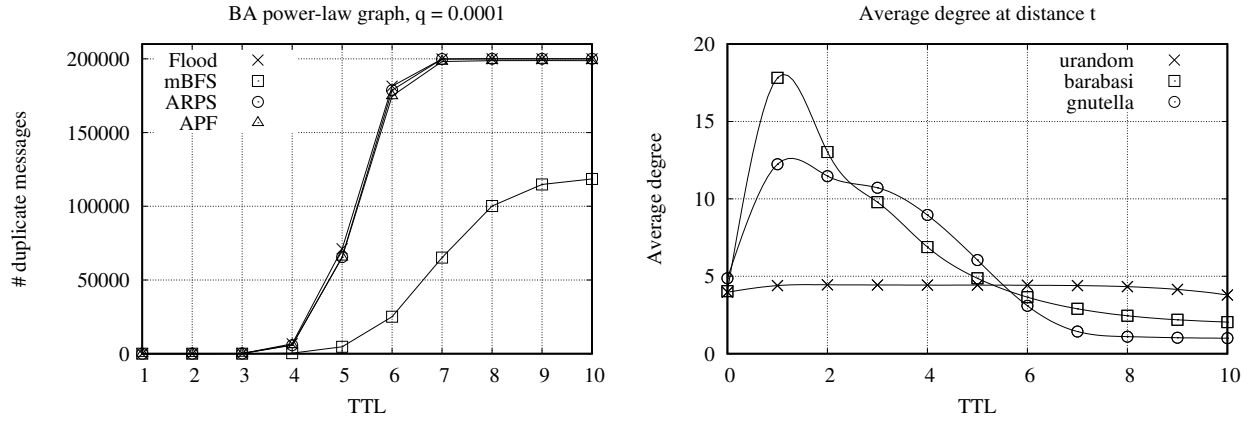 BA power-law graph, q = 0.0001
200000
150000
100000
50000
0
# duplicate messages
Flood
mBFS
ARPS
APF
1 2 3 4 5 6 7 8 9 10
TTL
Average degree at distance t
20
15
10
5
0
Average degree
urandom
barabasi
gnutella
0 2 4 6 8 10
TTL